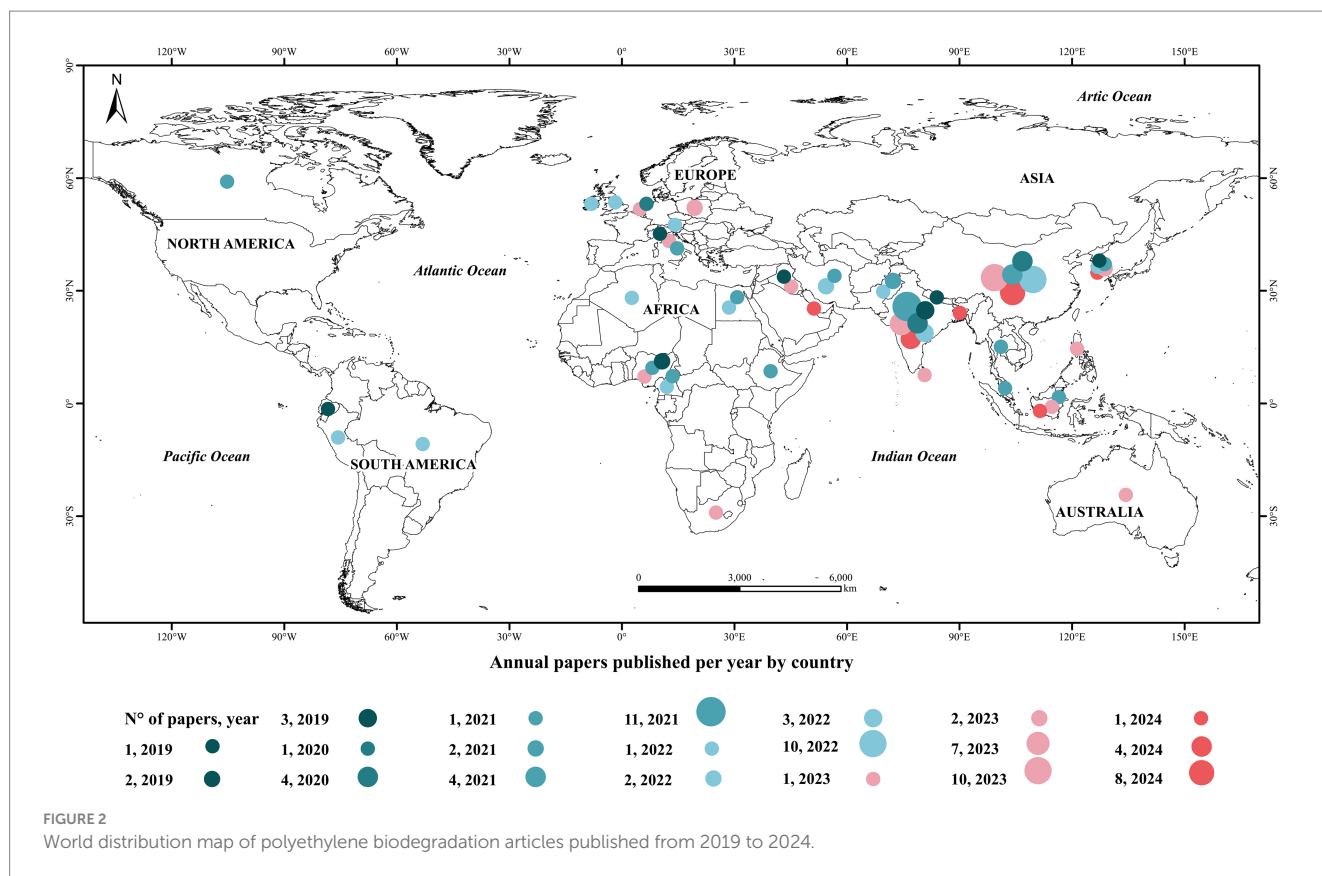 120°W 90°W 60°W 0° 30°E 60°E 90°E 120°E 150°E
90°
N
Artic Ocean
60°N
EUROPE
ASIA
60°N
NORTH AMERICA
Atlantic Ocean
30°N
AFRICA
30°N
0°
0°
Pacific Ocean
SOUTH AMERICA
Indian Ocean
AUSTRALIA
30°S
30°S
0 3,000 6,000
km
120°W 90°W 60°W 0° 30°E 60°E 90°E 120°E 150°E
Annual papers published per year by country
N° of papers, year
1, 2019
2, 2019
3, 2019
1, 2020
4, 2020
1, 2021
2, 2021
4, 2021
11, 2021
1, 2022
2, 2022
3, 2022
10, 2022
1, 2023
2, 2023
7, 2023
10, 2023
1, 2024
4, 2024
8, 2024
FIGURE 2
World distribution map of polyethylene biodegradation articles published from 2019 to 2024.